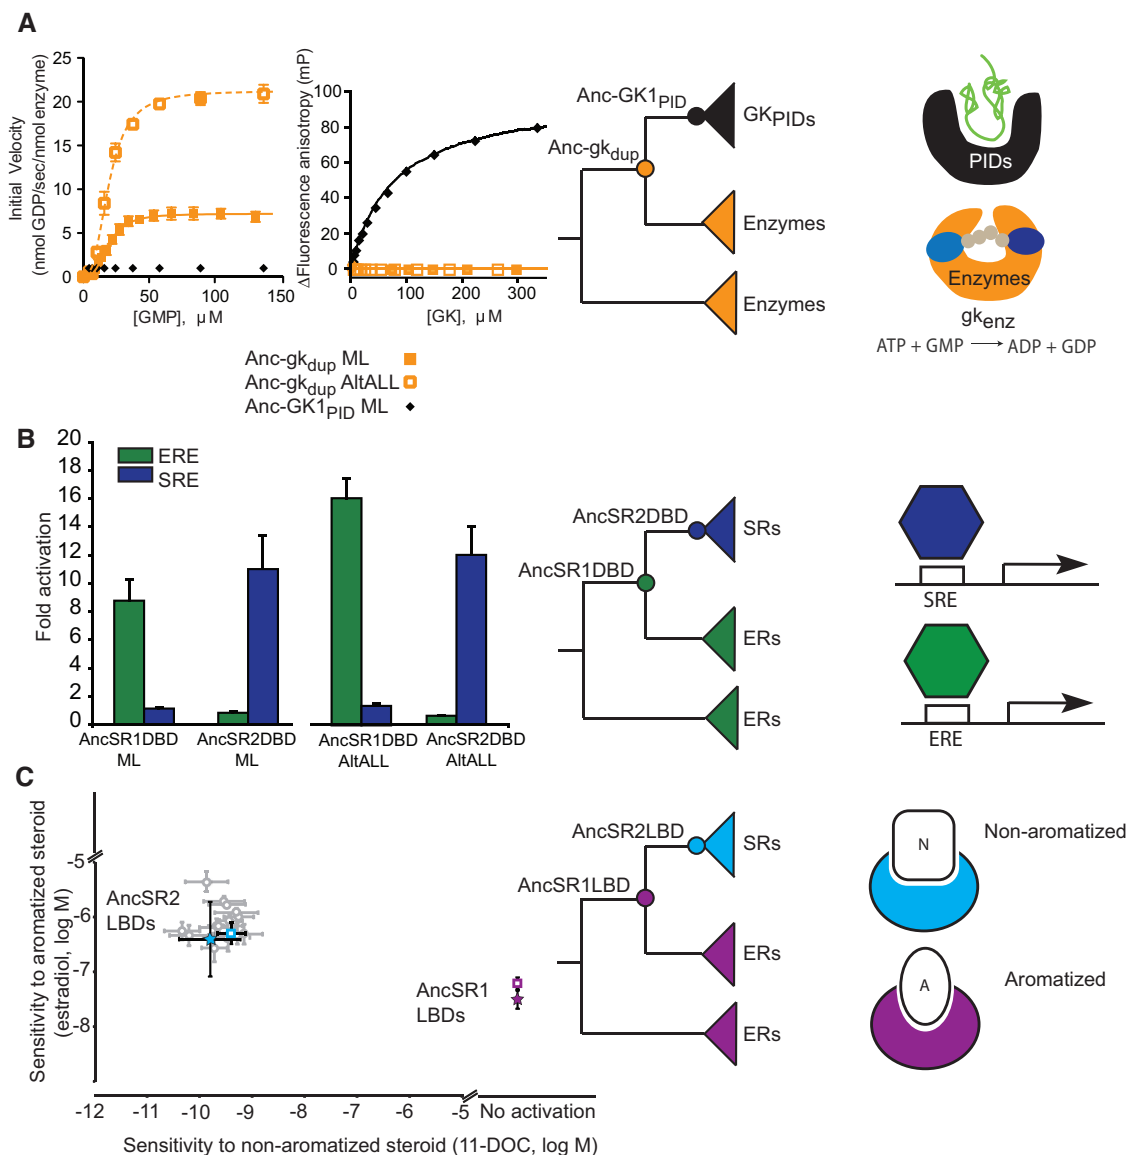 A
Initial Velocity
(nmol GDP/sec/nmol enzyme)
25
20
15
10
5
0
0
50
100
150
[GMP], μM
ΔFluorescence anisotropy (mP)
100
80
60
40
20
0
0
100
200
300
[GK], μM
Anc-GK1PID
GKPIDs
Anc-gkdup
Enzymes
Enzymes
PIDs
Enzymes
gkenz
ATP + GMP → ADP + GDP
Anc-gkdup ML
Anc-gkdup AltALL
Anc-GK1PID ML
B
Fold activation
20
18
16
14
12
10
8
6
4
2
0
ERE
SRE
AncSR1DBD
ML
AncSR2DBD
ML
AncSR1DBD
AltALL
AncSR2DBD
AltALL
AncSR2DBD
SRs
AncSR1DBD
ERs
ERs
SRE
ERE
C
Sensitivity to aromatized steroid
(estradiol, log M)
-5
-6
-7
-8
AncSR2
LBDs
AncSR1
LBDs
-12
-11
-10
-9
-8
-7
-6
-5
No activation
Sensitivity to non-aromatized steroid (11-DOC, log M)
AncSR2LBD
SRs
AncSR1LBD
ERs
ERs
N
Non-aromatized
A
Aromatized